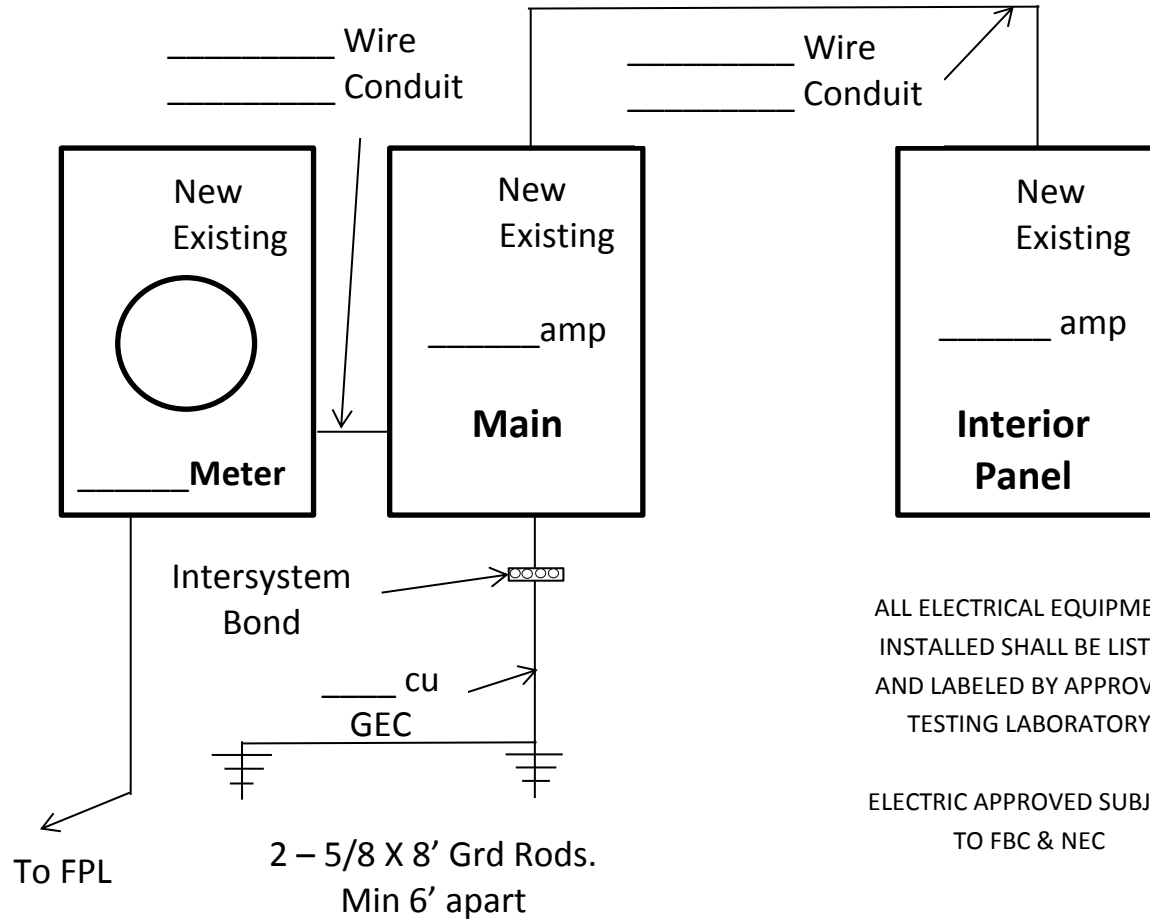 _________ Wire
_________ Conduit
_________ Wire
_________ Conduit
New
Existing
______Meter
New
Existing
______amp
Main
New
Existing
______ amp
Interior
Panel
Intersystem
Bond
____ cu
GEC
To FPL
2 – 5/8 X 8’ Grd Rods.
Min 6’ apart
ALL ELECTRICAL EQUIPME
INSTALLED SHALL BE LIST
AND LABELED BY APPROV
TESTING LABORATORY
ELECTRIC APPROVED SUBJ
TO FBC & NEC